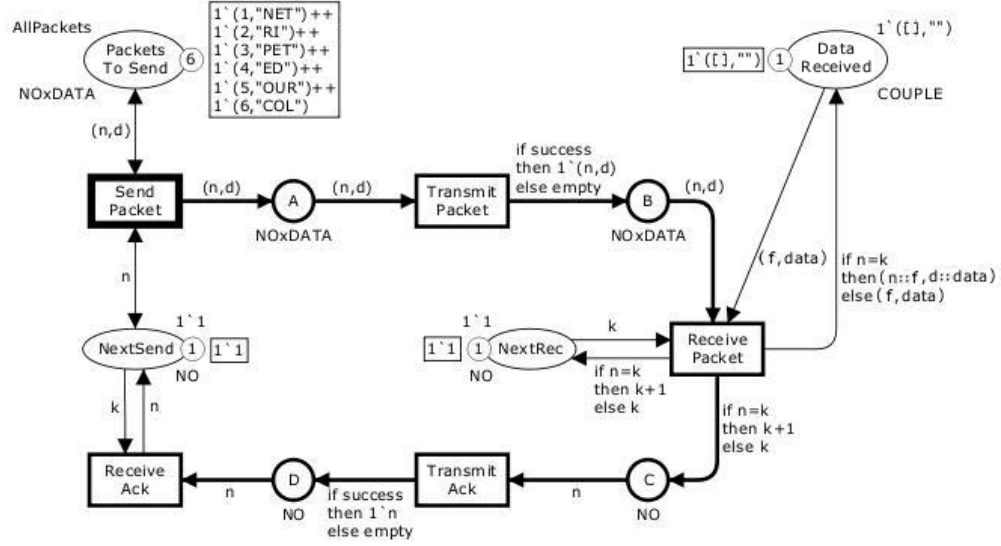 AllPackets
Packets
To Send
6
1`(1,"NET")++
1`(2,"RI")++
1`(3,"PET")++
1`(4,"ED")++
1`(5,"OUR")++
1`(6,"COL")
NOxDATA
1`([],"")
1`([],"")
1
Data
Received
COUPLE
(n,d)
Send
Packet
(n,d)
A
NOxDATA
(n,d)
Transmit
Packet
if success
then 1`(n,d)
else empty
B
NOxDATA
(n,d)
(f,data)
if n=k
then(n::f,d::data)
else(f,data)
n
1`1
NextSend
1
1`1
NO
1`1
1`1
1
NextRec
NO
k
if n=k
then k+1
else k
Receive
Packet
if n=k
then k+1
else k
k
n
Receive
Ack
n
D
NO
if success
then 1`n
else empty
Transmit
Ack
n
C
NO